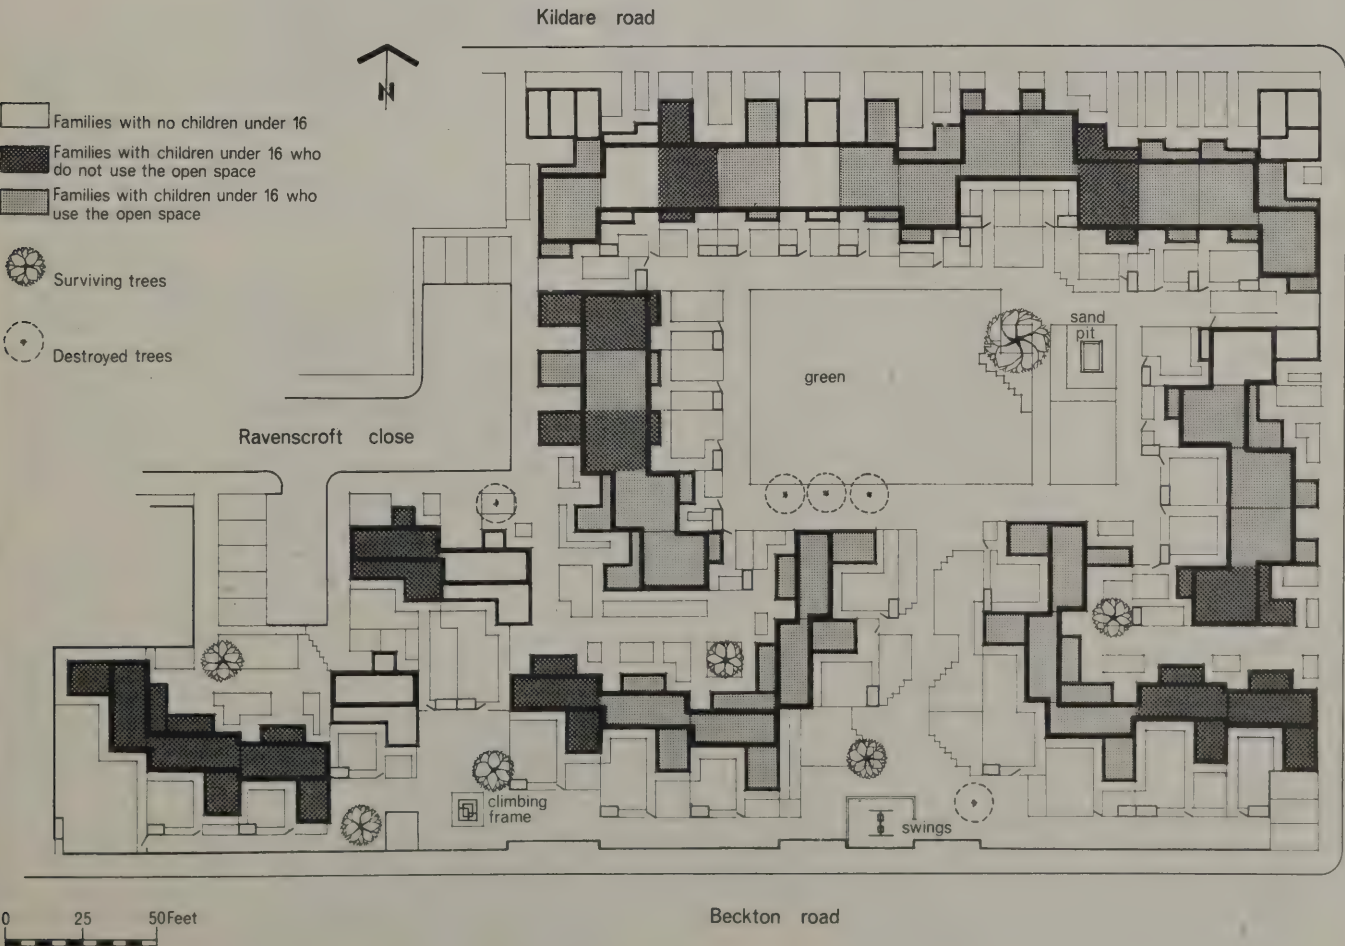 Kildare road
N
Families with no children under 16
Families with children under 16 who
do not use the open space
Families with children under 16 who
use the open space
Surviving trees
Destroyed trees
sand
pit
green
Ravenscroft close
climbing
frame
swings
0 25 50 Feet
Beckton road